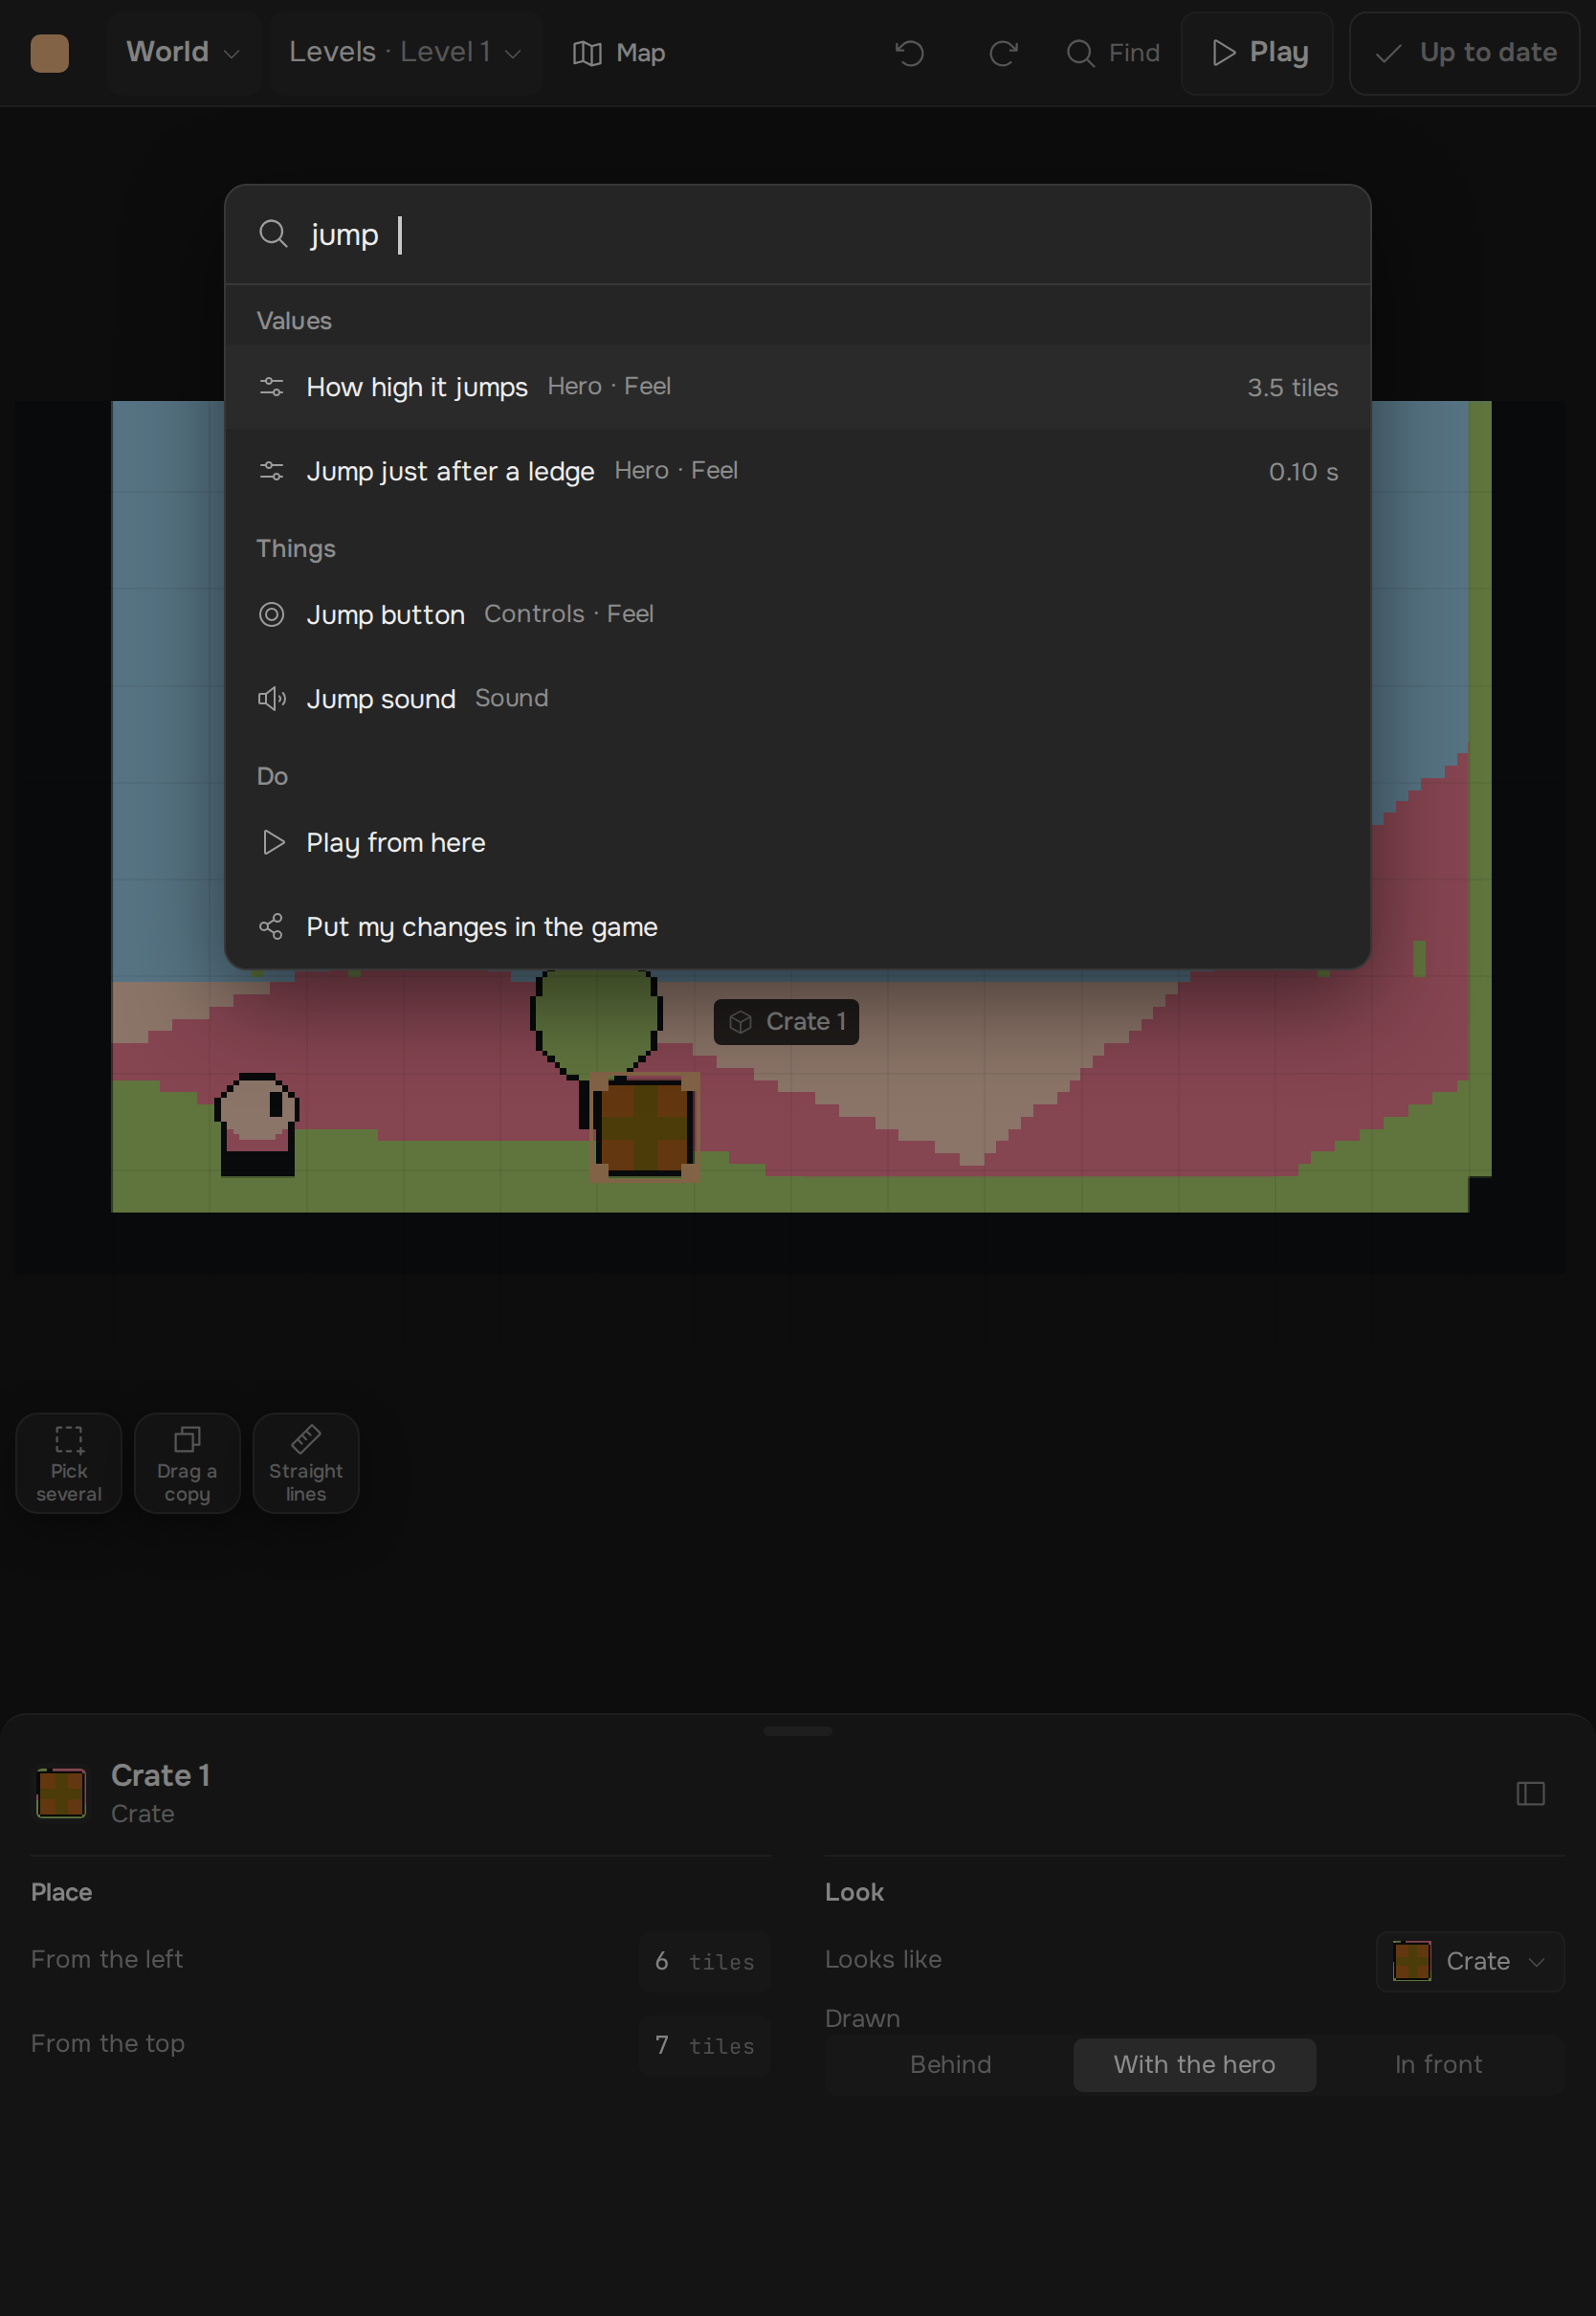 World
Levels · Level 1
Map
Find
Play
Up to date
jump
Values
How high it jumps Hero · Feel 3.5 tiles
Jump just after a ledge Hero · Feel 0.10 s
Things
Jump button Controls · Feel
Jump sound Sound
Do
Play from here
Put my changes in the game
Crate 1
Pick
several
Drag a
copy
Straight
lines
Crate 1
Crate
Place
From the left 6 tiles
From the top 7 tiles
Look
Looks like Crate
Drawn
Behind With the hero In front